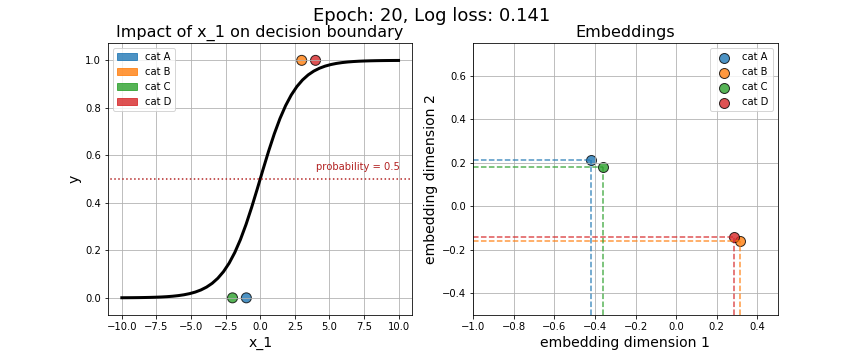 Epoch: 20, Log loss: 0.141
Impact of x_1 on decision boundary
cat A
cat B
cat C
cat D
probability = 0.5
y
1.0
0.8
0.6
0.4
0.2
0.0
−10.0 −7.5 −5.0 −2.5 0.0 2.5 5.0 7.5 10.0
x_1
Embeddings
cat A
cat B
cat C
cat D
embedding dimension 2
0.6
0.4
0.2
0.0
−0.2
−0.4
−1.0 −0.8 −0.6 −0.4 −0.2 0.0 0.2 0.4
embedding dimension 1